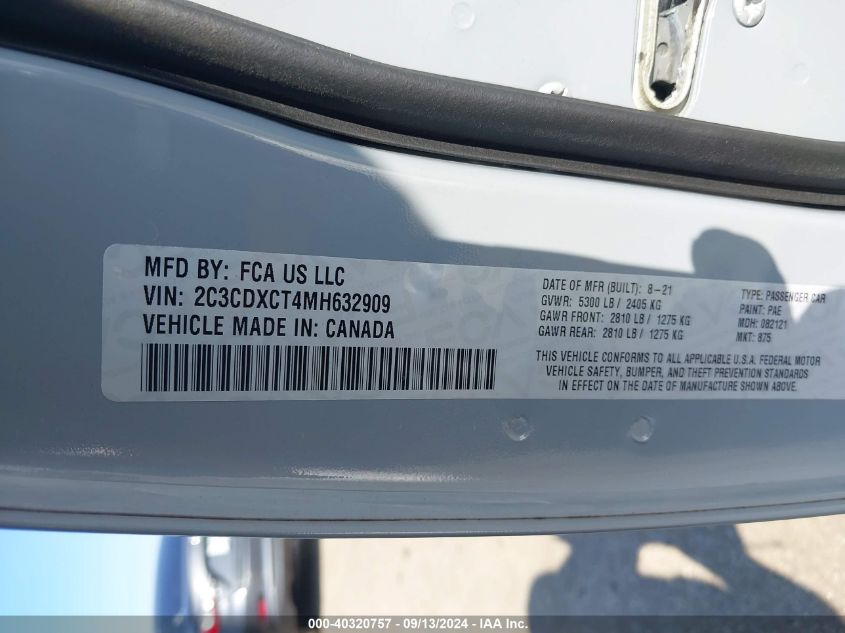 MFD BY: FCA US LLC
VIN: 2C3CDXCT4MH632909
VEHICLE MADE IN: CANADA
DATE OF MFR (BUILT): 8-21
GVWR: 5300 LB / 2405 KG
GAWR FRONT: 2810 LB / 1275 KG
GAWR REAR: 2810 LB / 1275 KG
TYPE: PASSENGER CAR
PAINT: PAE
MDH: 082121
MKT: 875
THIS VEHICLE CONFORMS TO ALL APPLICABLE U.S.A. FEDERAL MOTOR
VEHICLE SAFETY, BUMPER, AND THEFT PREVENTION STANDARDS
IN EFFECT ON THE DATE OF MANUFACTURE SHOWN ABOVE.
000-40320757 - 09/13/2024 - IAA Inc.